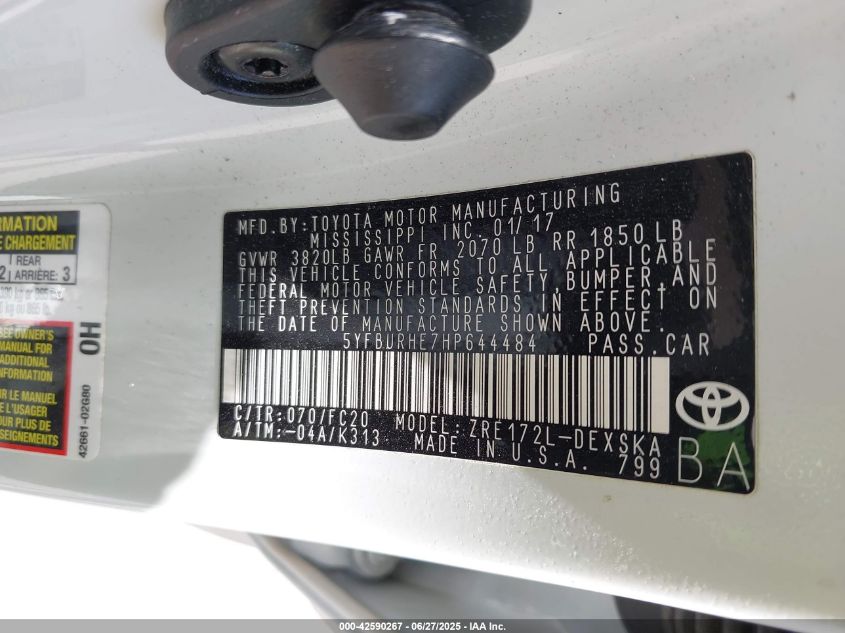 MFD.BY:TOYOTA MOTOR MANUFACTURING
MISSISSIPPI INC. 01/17
GVWR 3820LB GAWR FR 2070 LB RR 1850 LB
THIS VEHICLE CONFORMS TO ALL APPLICABLE
FEDERAL MOTOR VEHICLE SAFETY,BUMPER,AND
THEFT PREVENTION STANDARDS IN EFFECT ON
THE DATE OF MANUFACTURE SHOWN ABOVE.
5YFBURHE7HP644484 PASS.CAR
C/TR:070/FC20 MODEL:ZRE172L-DEXSKA
A/TM:-04A/K313 MADE IN U.S.A. 799
BA
RMATION
E CHARGEMENT
REAR
2 ARRIÈRE: 3
SEE OWNER'S
MANUAL FOR
ADDITIONAL
INFORMATION
LE MANUEL
DE L'USAGER
POUR PLUS DE
0H
42661-02G80
000-42590267 - 06/27/2025 - IAA Inc.